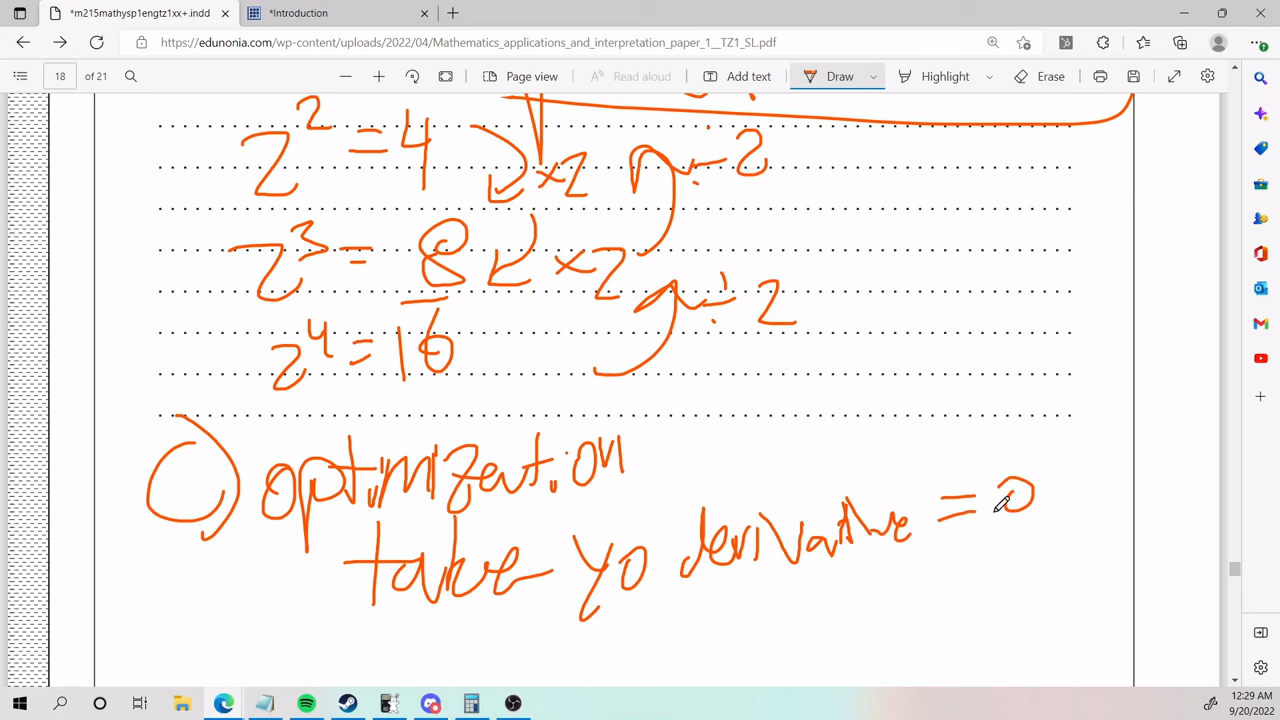 *m215mathysp1engtz1xx+.indd
*Introduction
https://edunonia.com/wp-content/uploads/2022/04/Mathematics_applications_and_interpretation_paper_1__TZ1_SL.pdf
18 of 21
Page view
Read aloud
Add text
Draw
Highlight
Erase
2² = 4 ×2 ÷ 2
2³ = 8 ×2
÷ 2
2⁴ = 16
c) optimization
take yo derivative = 0
12:29 AM
9/20/2022